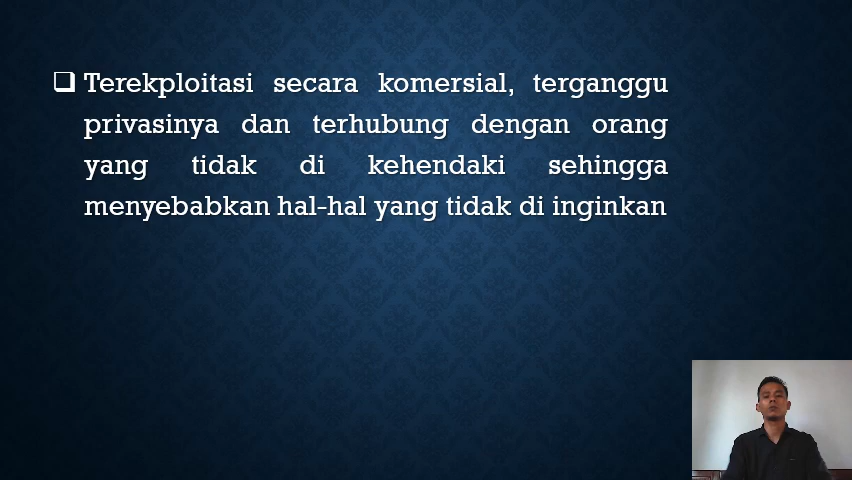 Terekploitasi secara komersial, terganggu
privasinya dan terhubung dengan orang
yang tidak di kehendaki sehingga
menyebabkan hal-hal yang tidak di inginkan